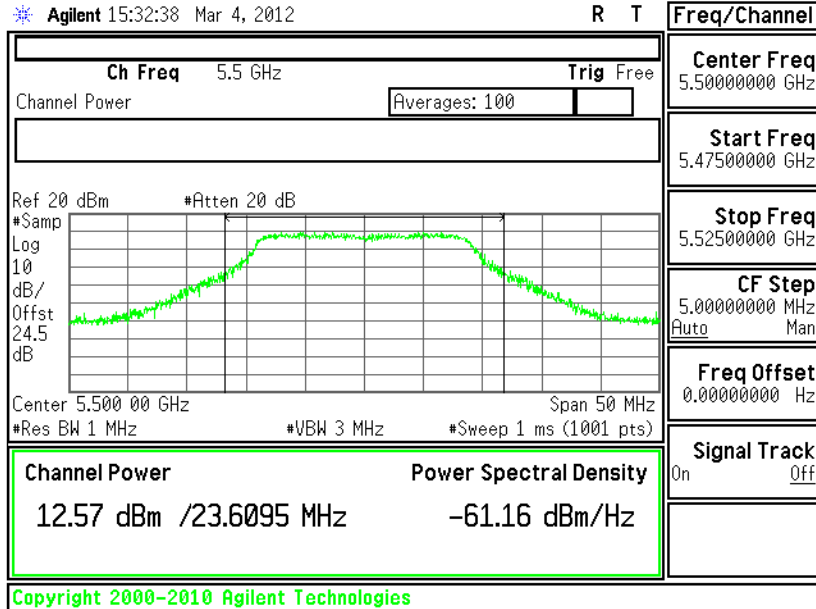 Agilent 15:32:38 Mar 4, 2012 R T
Freq/Channel
Ch Freq 5.5 GHz Trig Free
Channel Power Averages: 100
Center Freq
5.50000000 GHz
Start Freq
5.47500000 GHz
Stop Freq
5.52500000 GHz
CF Step
5.00000000 MHz
Auto Man
Freq Offset
0.00000000 Hz
Signal Track
On Off
Ref 20 dBm #Atten 20 dB
#Samp
Log
10
dB/
Offst
24.5
dB
Center 5.500 00 GHz Span 50 MHz
#Res BW 1 MHz #VBW 3 MHz #Sweep 1 ms (1001 pts)
Channel Power Power Spectral Density
12.57 dBm /23.6095 MHz -61.16 dBm/Hz
Copyright 2000-2010 Agilent Technologies